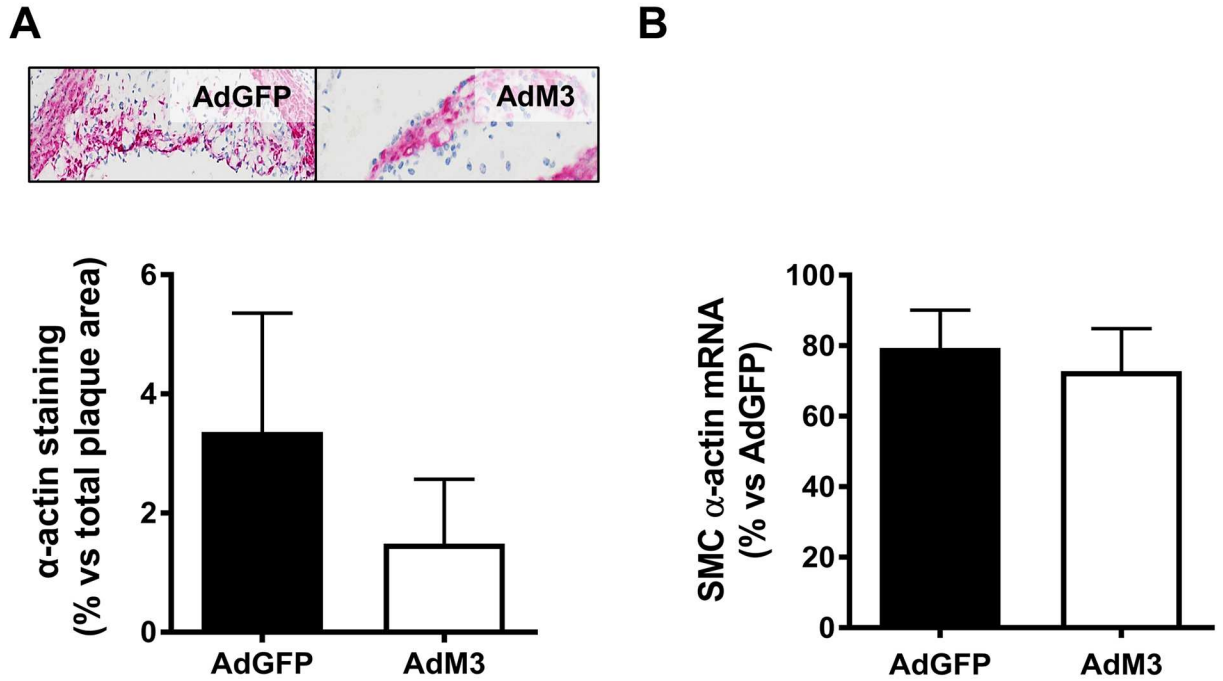 A
B
AdGFP
AdM3
α-actin staining
(% vs total plaque area)
6
4
2
0
AdGFP
AdM3
SMC α-actin mRNA
(% vs AdGFP)
100
80
60
40
20
0
AdGFP
AdM3